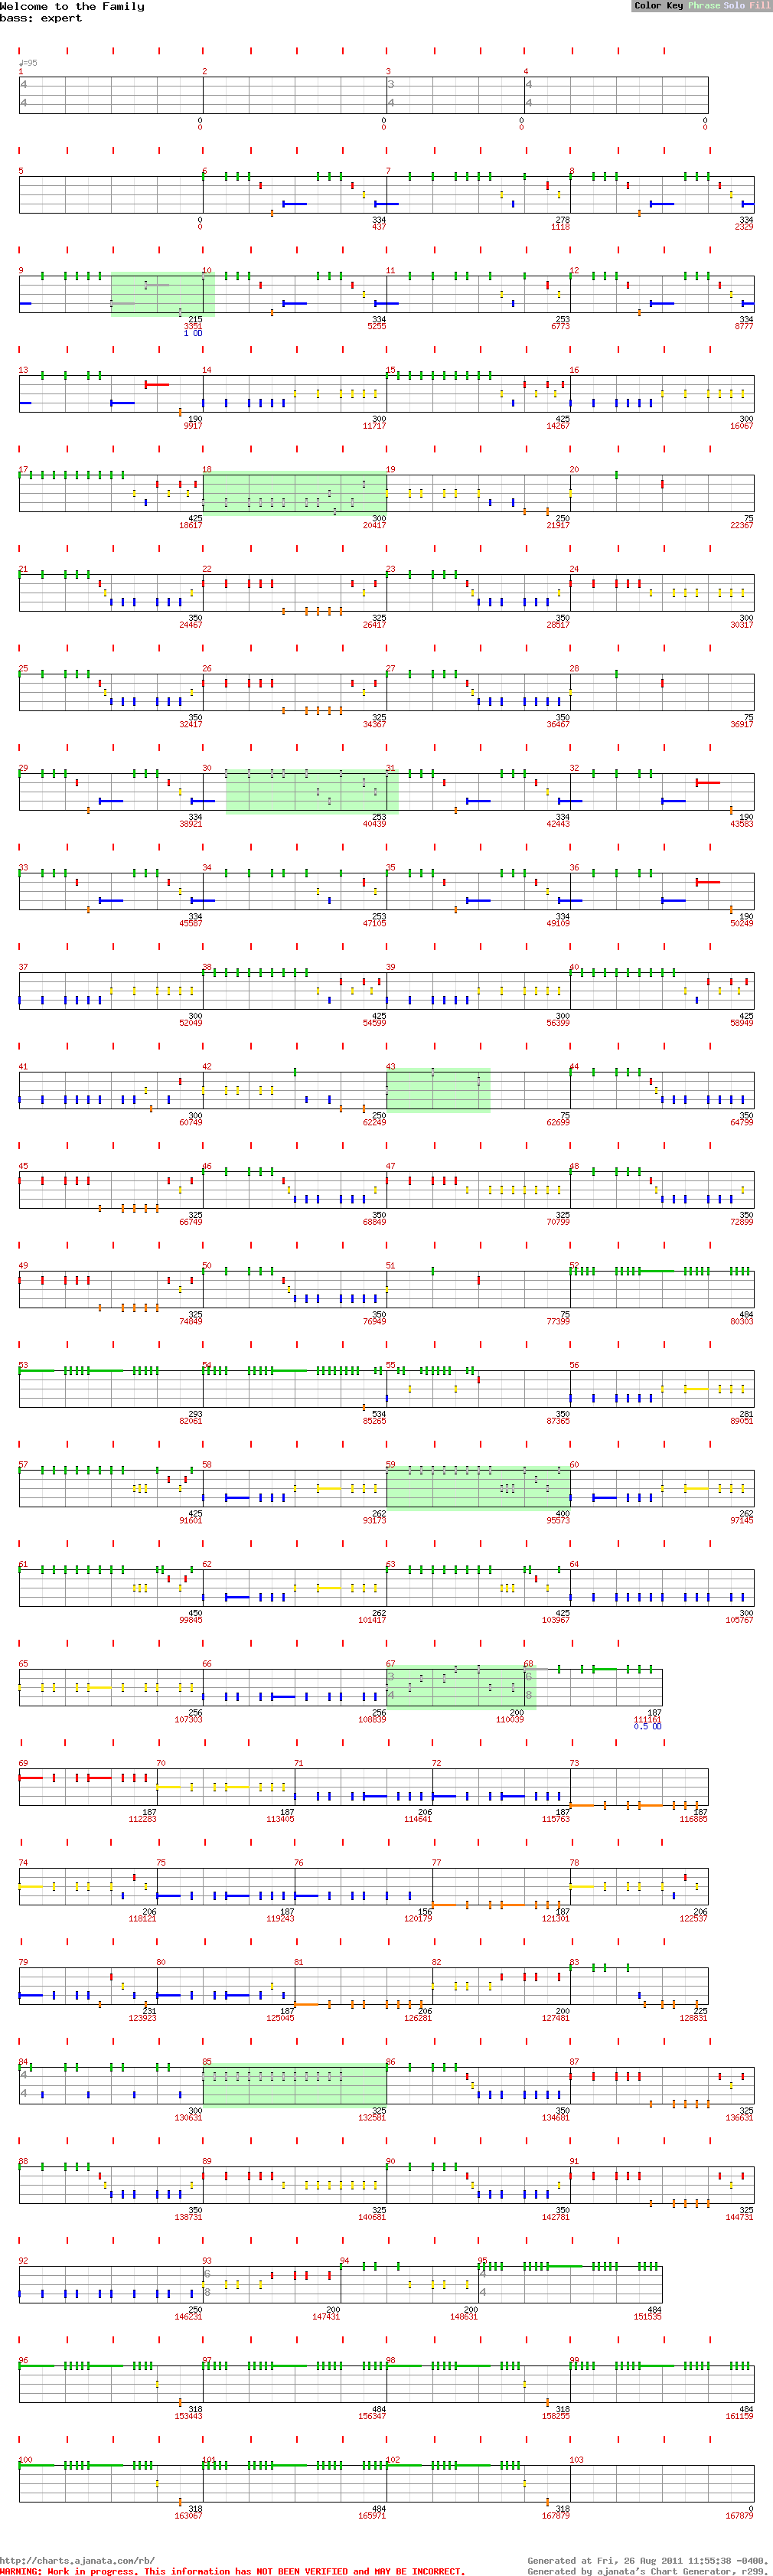 Welcome to the Family
bass: expert
Color Key Phrase Solo Fill
♩=95
1 2 3 4
4 3 4
4 4 4
0 0 0 0
0 0 0 0
5 6 7 8
0 334 278 334
0 437 1118 2329
9 10 11 12
215 334 253 334
3351 5255 6773 8777
1 OD
13 14 15 16
190 300 425 300
9917 11717 14267 16067
17 18 19 20
425 300 250 75
18617 20417 21917 22367
21 22 23 24
350 325 350 300
24467 26417 28517 30317
25 26 27 28
350 325 350 75
32417 34367 36467 36917
29 30 31 32
334 253 334 190
38921 40439 42443 43583
33 34 35 36
334 253 334 190
45587 47105 49109 50249
37 38 39 40
300 425 300 425
52049 54599 56399 58949
41 42 43 44
300 250 75 350
60749 62249 62699 64799
45 46 47 48
325 350 325 350
66749 68849 70799 72899
49 50 51 52
325 350 75 484
74849 76949 77399 80303
53 54 55 56
293 534 350 281
82061 85265 87365 89051
57 58 59 60
425 262 400 262
91601 93173 95573 97145
61 62 63 64
450 262 425 300
99845 101417 103967 105767
65 66 67 68
3 6
4 8
256 256 200 187
107303 108839 110039 111161
0.5 OD
69 70 71 72 73
187 187 206 187 187
112283 113405 114641 115763 116885
74 75 76 77 78
206 187 156 187 206
118121 119243 120179 121301 122537
79 80 81 82 83
231 187 206 200 225
123923 125045 126281 127481 128831
84 85 86 87
4
4
300 325 350 325
130631 132581 134681 136631
88 89 90 91
350 325 350 325
138731 140681 142781 144731
92 93 94 95
6 4
8 4
250 200 200 484
146231 147431 148631 151535
96 97 98 99
318 484 318 484
153443 156347 158255 161159
100 101 102 103
318 484 318 0
163067 165971 167879 167879
http://charts.ajanata.com/rb/
Generated at Fri, 26 Aug 2011 11:55:38 -0400.
WARNING: Work in progress. This information has NOT BEEN VERIFIED and MAY BE INCORRECT.
Generated by ajanata's Chart Generator, r299.